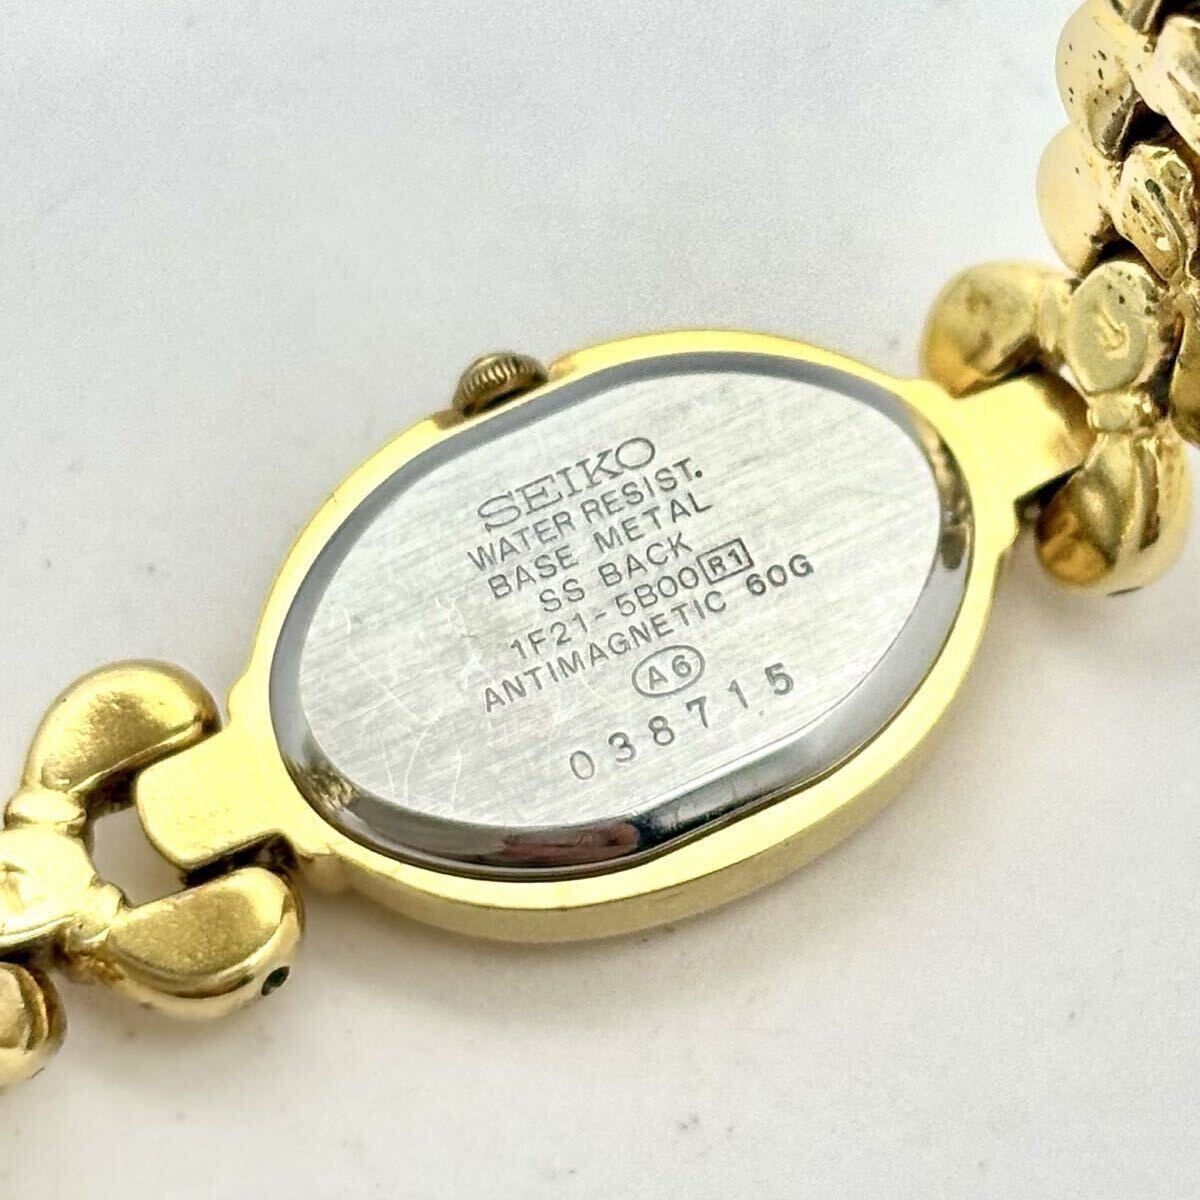 SEIKO
WATER RESIST.
BASE METAL
SS BACK
1F21-5B00 R1
ANTIMAGNETIC 60G
A6
038715